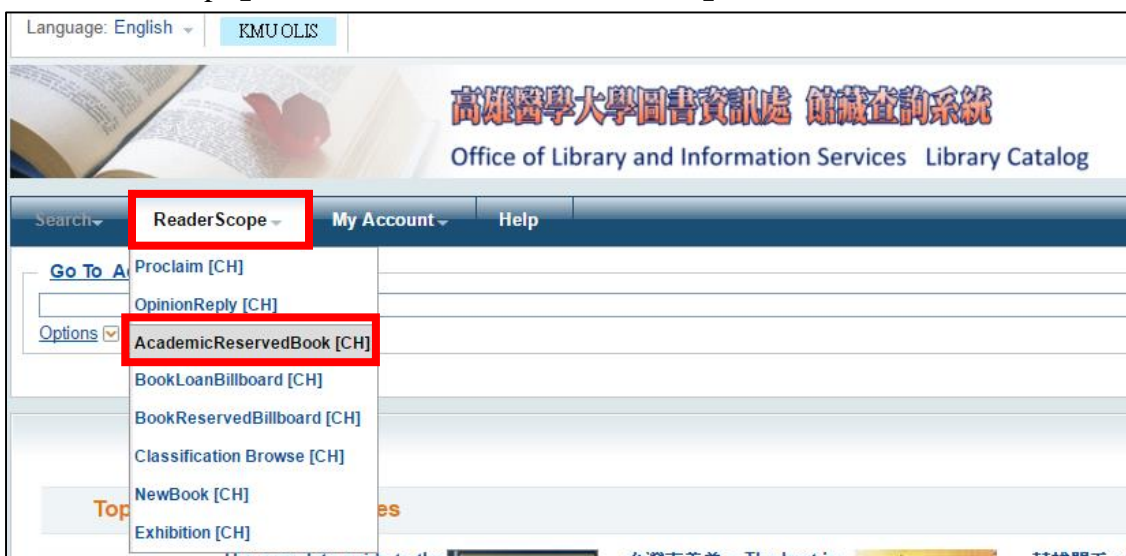 Language: English
KMU OLIS
高雄醫學大學圖書資訊處 館藏查詢系統
Office of Library and Information Services Library Catalog
Search
ReaderScope
My Account
Help
Go To
Proclaim [CH]
OpinionReply [CH]
Options
AcademicReservedBook [CH]
BookLoanBillboard [CH]
BookReservedBillboard [CH]
Classification Browse [CH]
NewBook [CH]
Top
es
Exhibition [CH]